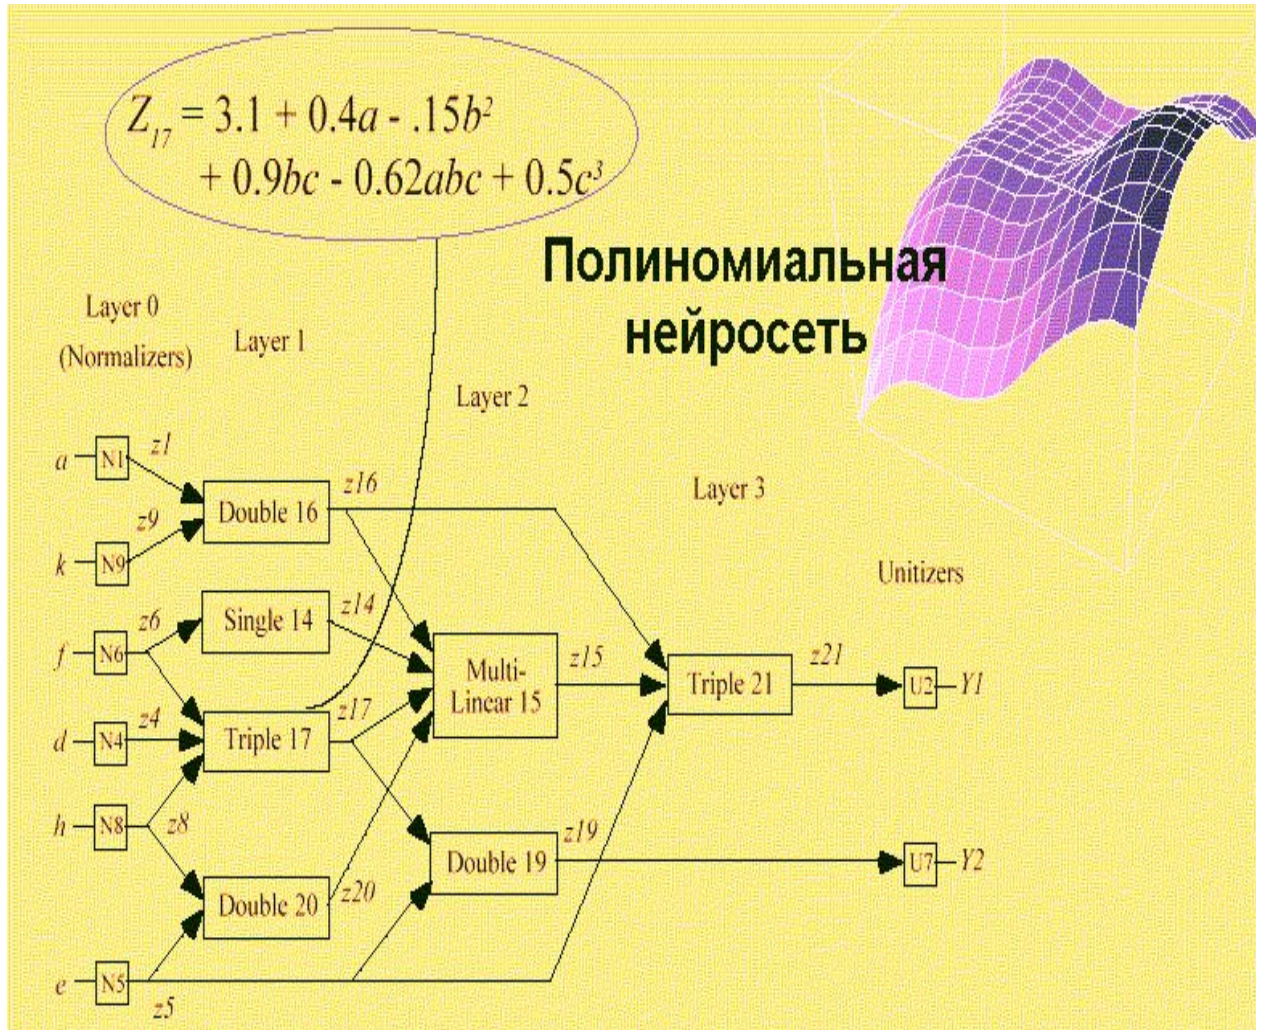 Z17 = 3.1 + 0.4a - .15b²
+ 0.9bc - 0.62abc + 0.5c³
Полиномиальная
нейросеть
Layer 0
(Normalizers)
Layer 1
Layer 2
Layer 3
Unitizers
a N1 z1
Double 16 z16
k N9 z9
f N6 z6
Single 14 z14
Multi-
Linear 15 z15
Triple 21 z21
U2 Y1
d N4 z4
Triple 17 z17
h N8 z8
Double 19 z19
U7 Y2
Double 20 z20
e N5 z5